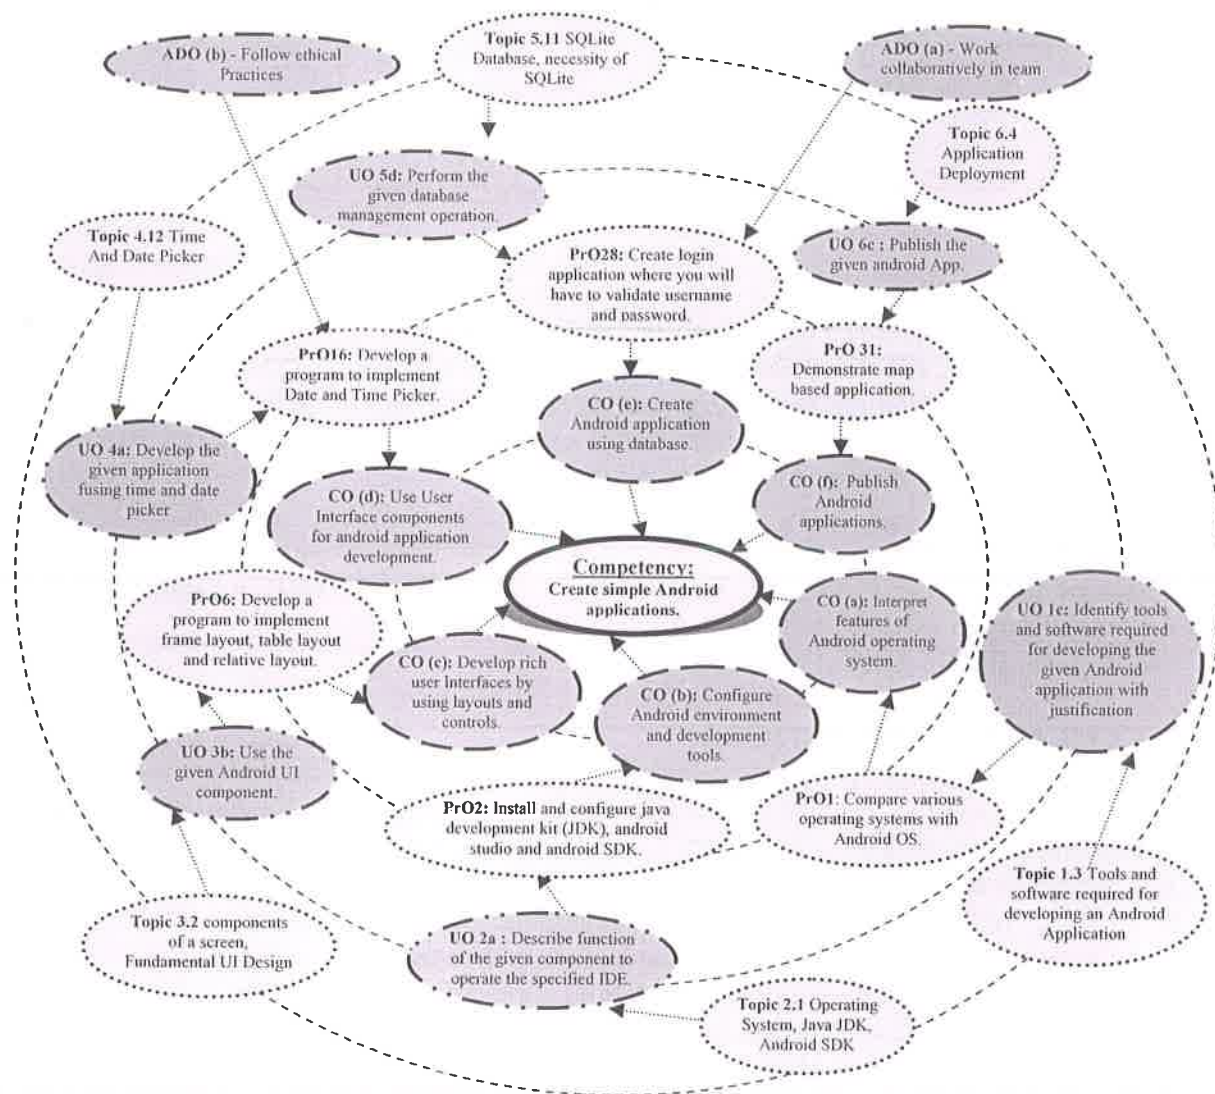 ADO (b) - Follow ethical
Practices
Topic 5.11 SQLite
Database, necessity of
SQLite
ADO (a) - Work
collaboratively in team
Topic 6.4
Application
Deployment
UO 5d: Perform the
given database
management operation.
Topic 4.12 Time
And Date Picker
PrO28: Create login
application where you will
have to validate username
and password.
UO 6c : Publish the
given android App.
PrO16: Develop a
program to implement
Date and Time Picker.
PrO 31:
Demonstrate map
based application.
CO (e): Create
Android application
using database.
UO 4a: Develop the
given application
fusing time and date
picker
CO (d): Use User
Interface components
for android application
development.
CO (f): Publish
Android
applications.
Competency:
Create simple Android
applications.
PrO6: Develop a
program to implement
frame layout, table layout
and relative layout.
CO (a): Interpret
features of
Android operating
system.
UO 1c: Identify tools
and software required
for developing the
given Android
application with
justification
CO (c): Develop rich
user Interfaces by
using layouts and
controls.
CO (b): Configure
Android environment
and development
tools.
UO 3b: Use the
given Android UI
component.
PrO2: Install and configure java
development kit (JDK), android
studio and android SDK.
PrO1: Compare various
operating systems with
Android OS.
Topic 1.3 Tools and
software required for
developing an Android
Application
Topic 3.2 components
of a screen,
Fundamental UI Design
UO 2a : Describe function
of the given component to
operate the specified IDE.
Topic 2.1 Operating
System, Java JDK,
Android SDK